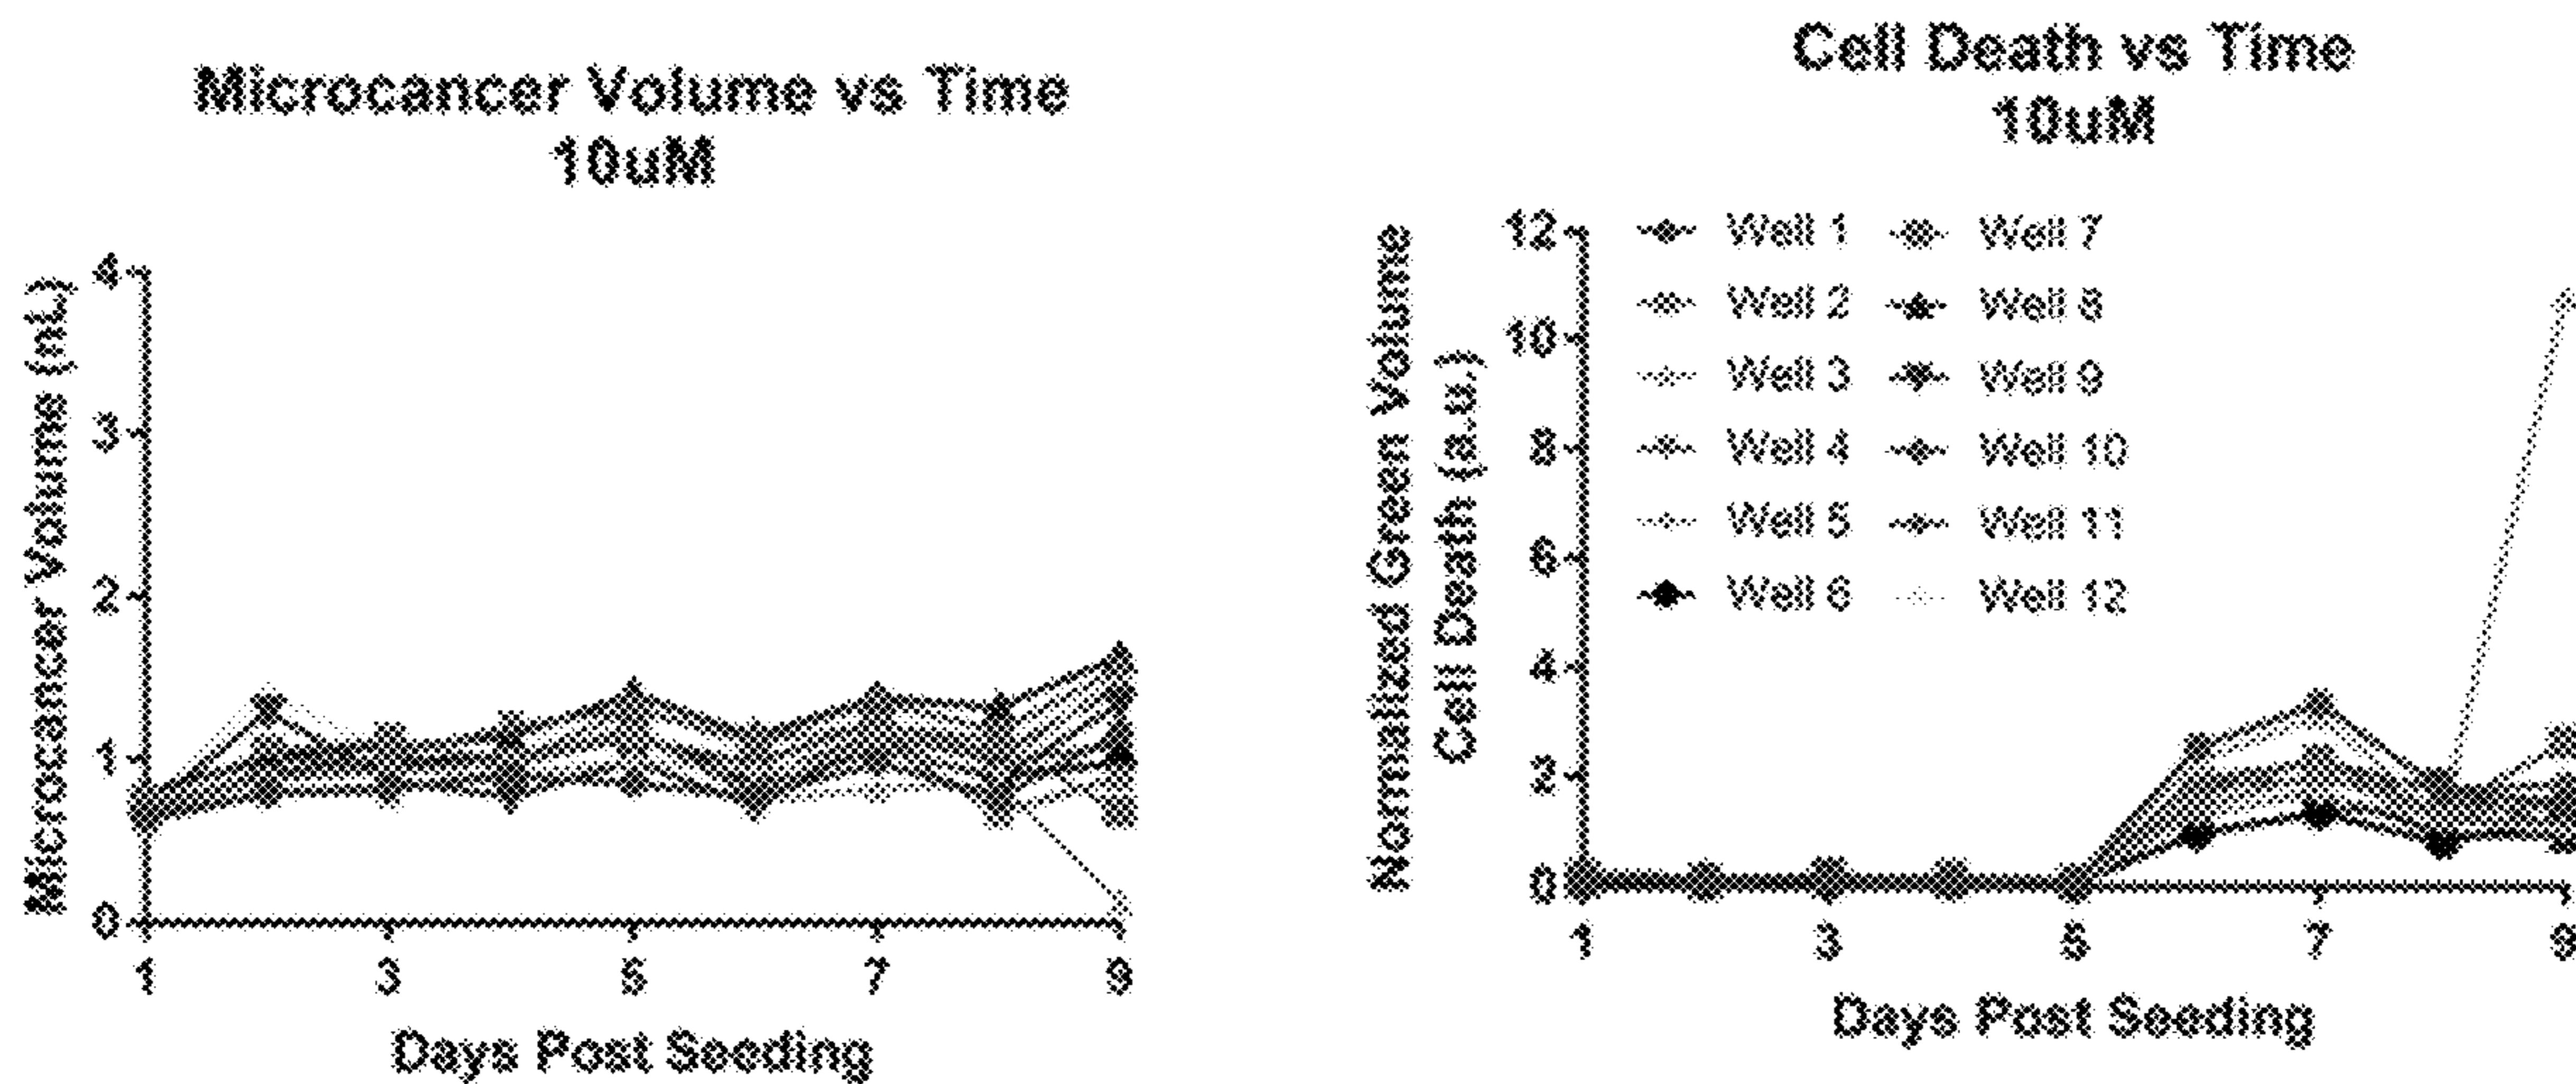 Microcancer Volume vs Time
10uM
Microcancer Volume (nL)
4
3
2
1
0
1 3 5 7 9
Days Post Seeding
Cell Death vs Time
10uM
Normalized Green Volume
Cell Death (a.u.)
12
10
8
6
4
2
0
Well 1 Well 7
Well 2 Well 8
Well 3 Well 9
Well 4 Well 10
Well 5 Well 11
Well 6 Well 12
1 3 5 7 9
Days Post Seeding